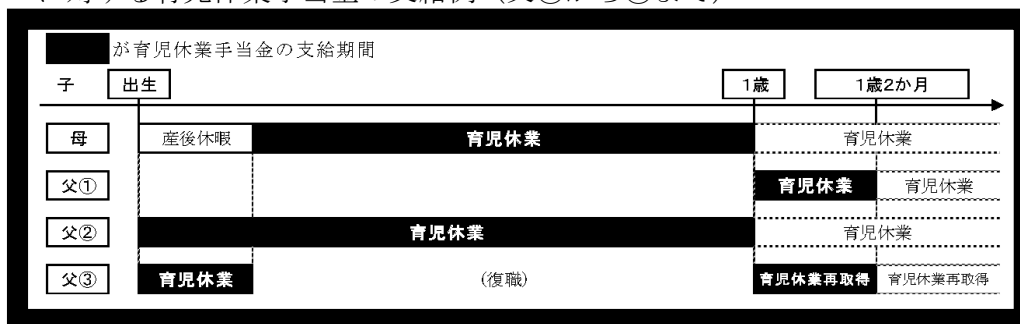 が育児休業手当金の支給期間
子 出生 1歳 1歳2か月
母 産後休暇 育児休業 育児休業
父① 育児休業 育児休業
父② 育児休業 育児休業
父③ 育児休業 (復職) 育児休業再取得 育児休業再取得